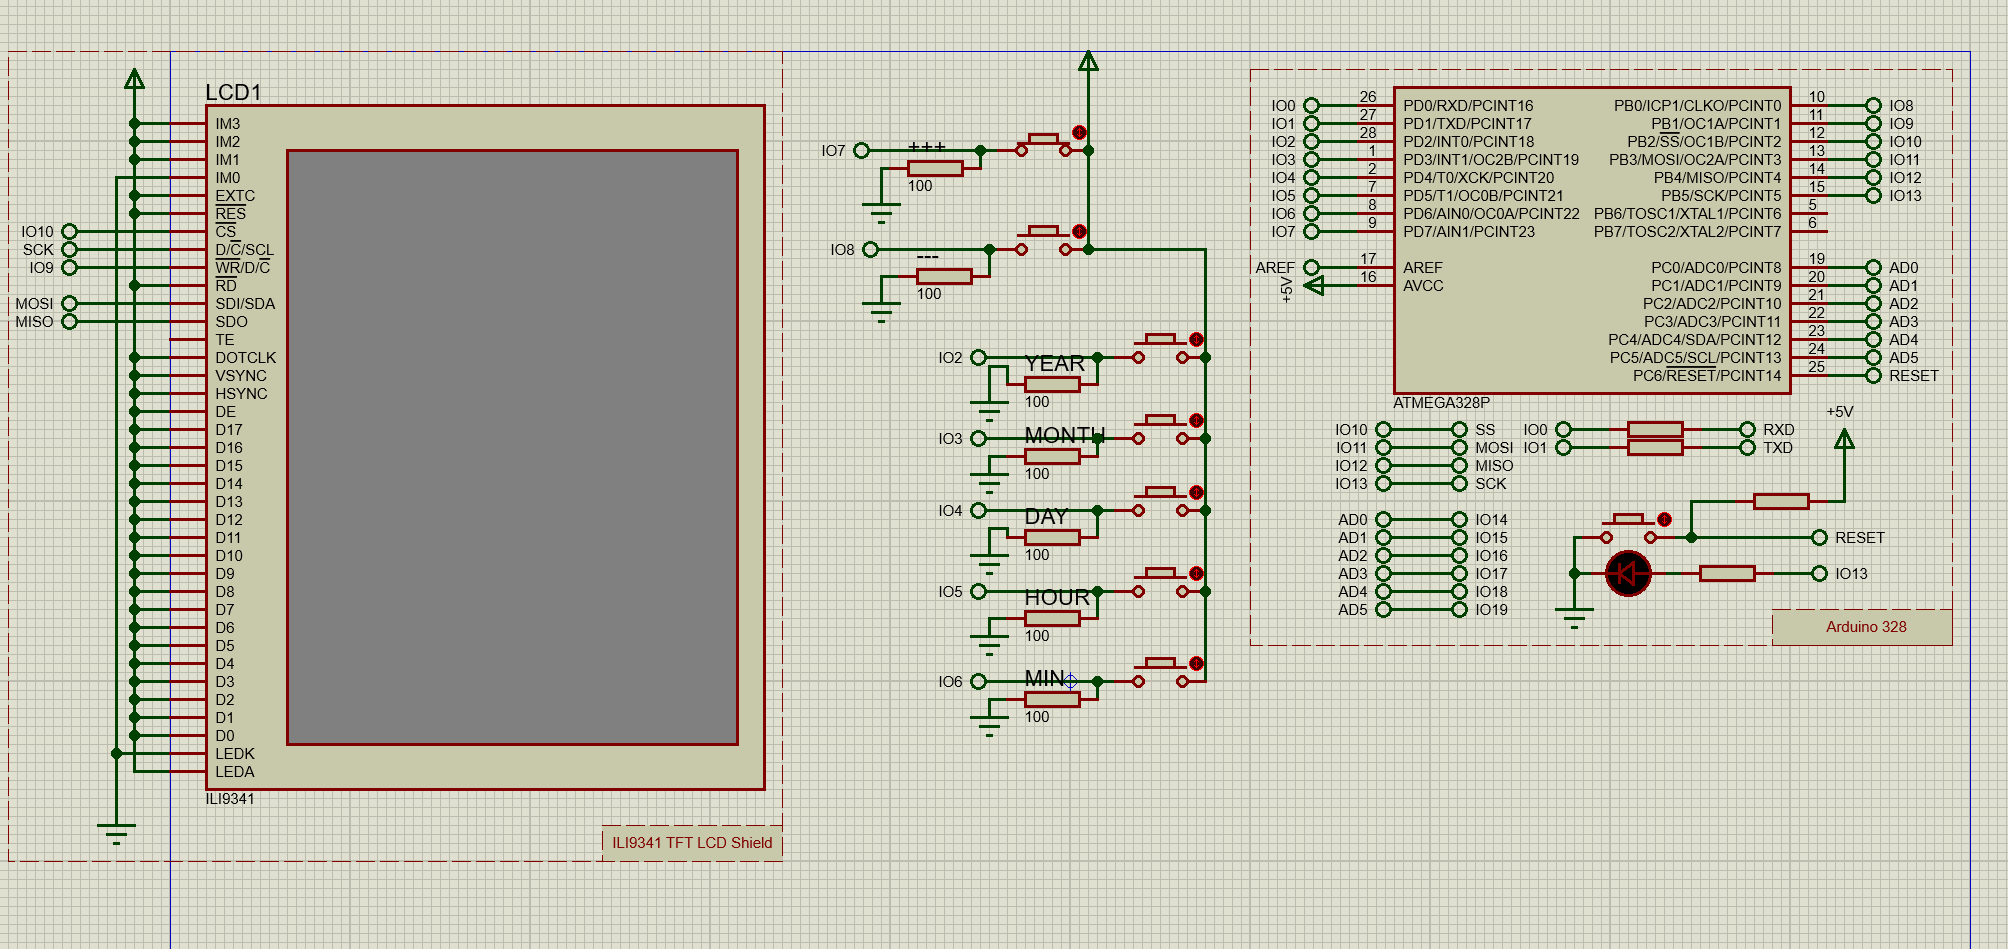 LCD1
IM3
IM2
IM1
IM0
EXTC
RES
CS
D/C/SCL
WR/D/C
RD
SDI/SDA
SDO
TE
DOTCLK
VSYNC
HSYNC
DE
D17
D16
D15
D14
D13
D12
D11
D10
D9
D8
D7
D6
D5
D4
D3
D2
D1
D0
LEDK
LEDA
ILI9341
IO10
SCK
IO9
MOSI
MISO
ILI9341 TFT LCD Shield
IO7
+++
100
IO8
---
100
IO2
YEAR
100
IO3
MONTH
100
IO4
DAY
100
IO5
HOUR
100
IO6
MIN
100
IO0 26 PD0/RXD/PCINT16
IO1 27 PD1/TXD/PCINT17
IO2 28 PD2/INT0/PCINT18
IO3 1 PD3/INT1/OC2B/PCINT19
IO4 2 PD4/T0/XCK/PCINT20
IO5 7 PD5/T1/OC0B/PCINT21
IO6 8 PD6/AIN0/OC0A/PCINT22
IO7 9 PD7/AIN1/PCINT23
AREF 17 AREF
+5V 16 AVCC
PB0/ICP1/CLKO/PCINT0 10 IO8
PB1/OC1A/PCINT1 11 IO9
PB2/SS/OC1B/PCINT2 12 IO10
PB3/MOSI/OC2A/PCINT3 13 IO11
PB4/MISO/PCINT4 14 IO12
PB5/SCK/PCINT5 15 IO13
PB6/TOSC1/XTAL1/PCINT6 5
PB7/TOSC2/XTAL2/PCINT7 6
PC0/ADC0/PCINT8 19 AD0
PC1/ADC1/PCINT9 20 AD1
PC2/ADC2/PCINT10 21 AD2
PC3/ADC3/PCINT11 22 AD3
PC4/ADC4/SDA/PCINT12 23 AD4
PC5/ADC5/SCL/PCINT13 24 AD5
PC6/RESET/PCINT14 25 RESET
ATMEGA328P
IO10 SS
IO11 MOSI
IO12 MISO
IO13 SCK
IO0 RXD
IO1 TXD
+5V
AD0 IO14
AD1 IO15
AD2 IO16
AD3 IO17
AD4 IO18
AD5 IO19
RESET
IO13
Arduino 328